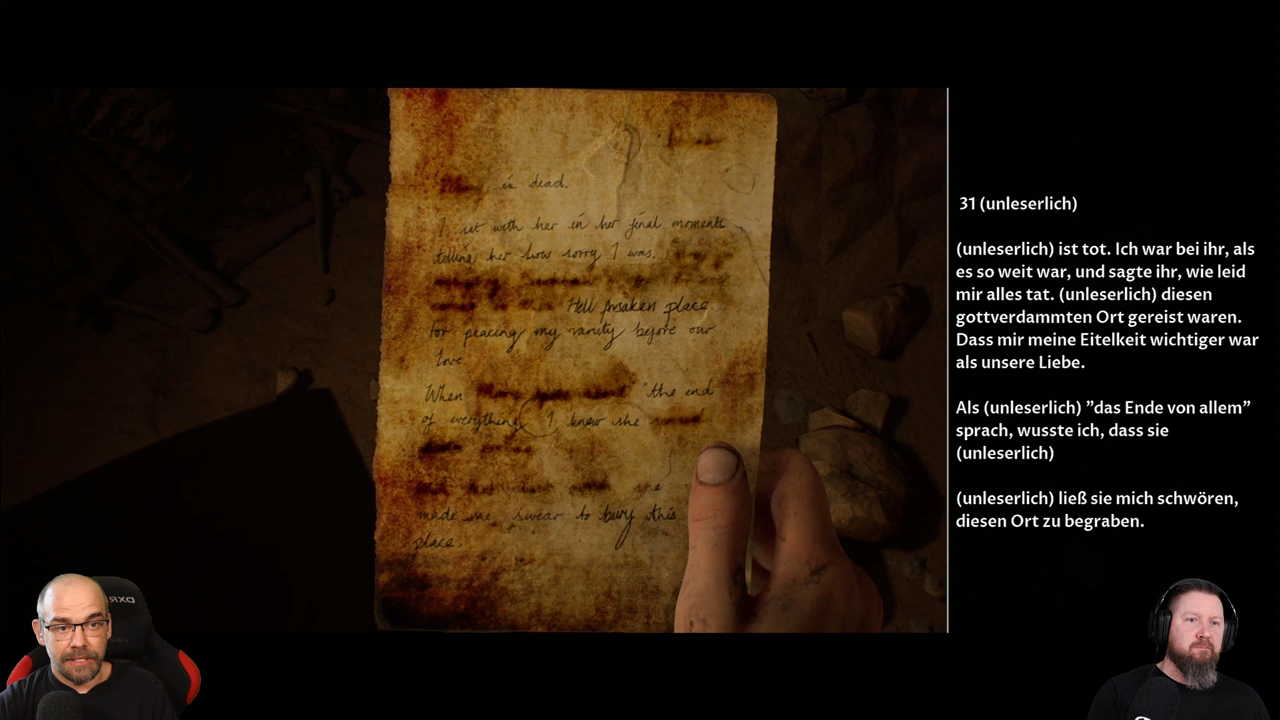 is dead.
I sat with her in her final moments
telling her how sorry I was.
Hell forsaken place.
for placing my vanity before our
love.
When "the end
of everything I knew she
she
made me swear to bury this
place.
31 (unleserlich)
(unleserlich) ist tot. Ich war bei ihr, als
es so weit war, und sagte ihr, wie leid
mir alles tat. (unleserlich) diesen
gottverdammten Ort gereist waren.
Dass mir meine Eitelkeit wichtiger war
als unsere Liebe.
Als (unleserlich) "das Ende von allem"
sprach, wusste ich, dass sie
(unleserlich)
(unleserlich) ließ sie mich schwören,
diesen Ort zu begraben.
DXR